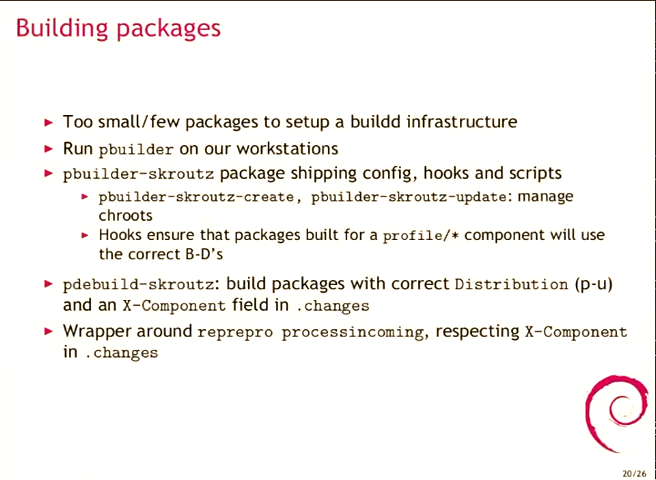 Building packages
► Too small/few packages to setup a buildd infrastructure
► Run pbuilder on our workstations
► pbuilder-skroutz package shipping config, hooks and scripts
► pbuilder-skroutz-create, pbuilder-skroutz-update: manage
chroots
► Hooks ensure that packages built for a profile/* component will use
the correct B-D's
► pdebuild-skroutz: build packages with correct Distribution (p-u)
and an X-Component field in .changes
► Wrapper around reprepro processincoming, respecting X-Component
in .changes
20/26